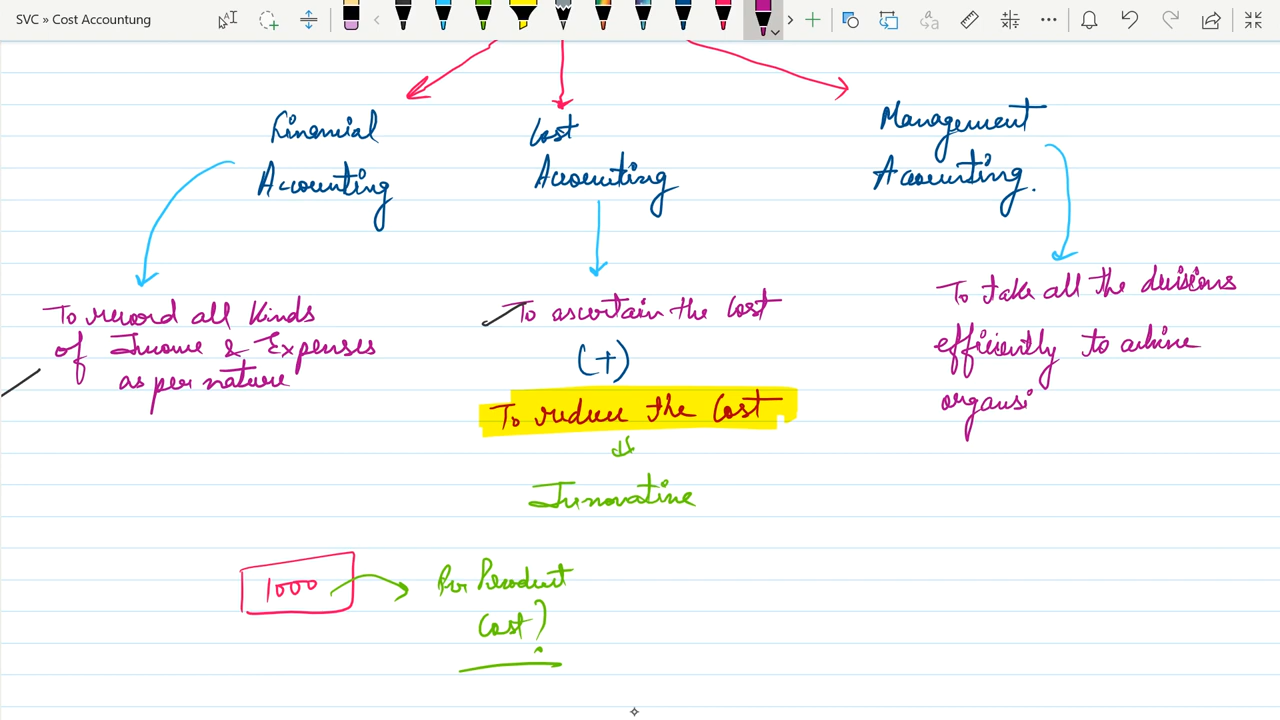 SVC » Cost Accountung
Financial
Accounting
Cost
Accounting
Management
Accounting.
To record all kinds
of Income & Expenses
as per nature
To ascertain the cost
(+)
To reduce the cost
Innovative
To take all the decisions
efficiently to achieve
organisi
1000
Per Product
Cost?